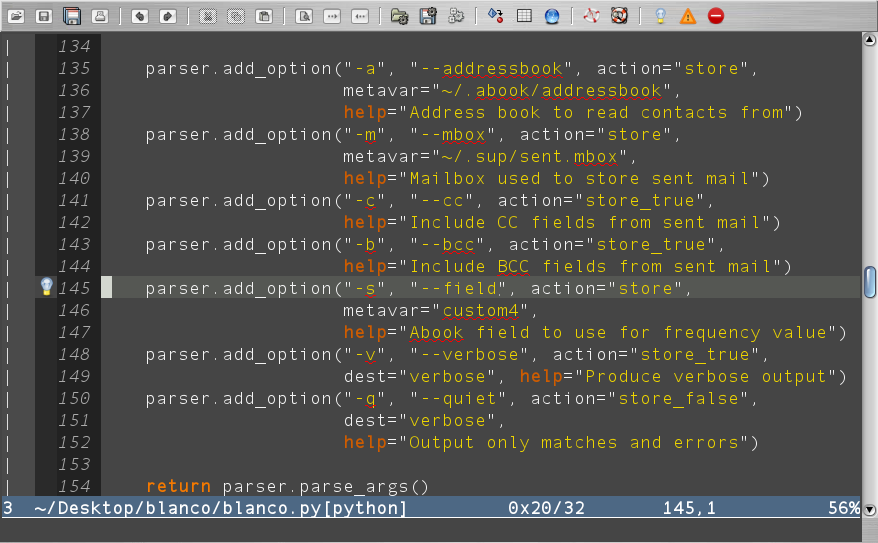 134
135 parser.add_option("-a", "--addressbook", action="store",
136 metavar="~/.abook/addressbook",
137 help="Address book to read contacts from")
138 parser.add_option("-m", "--mbox", action="store",
139 metavar="~/.sup/sent.mbox",
140 help="Mailbox used to store sent mail")
141 parser.add_option("-c", "--cc", action="store_true",
142 help="Include CC fields from sent mail")
143 parser.add_option("-b", "--bcc", action="store_true",
144 help="Include BCC fields from sent mail")
145 parser.add_option("-s", "--field", action="store",
146 metavar="custom4",
147 help="Abook field to use for frequency value")
148 parser.add_option("-v", "--verbose", action="store_true",
149 dest="verbose", help="Produce verbose output")
150 parser.add_option("-q", "--quiet", action="store_false",
151 dest="verbose",
152 help="Output only matches and errors")
153
154 return parser.parse_args()
3 ~/Desktop/blanco/blanco.py[python] 0x20/32 145,1 56%